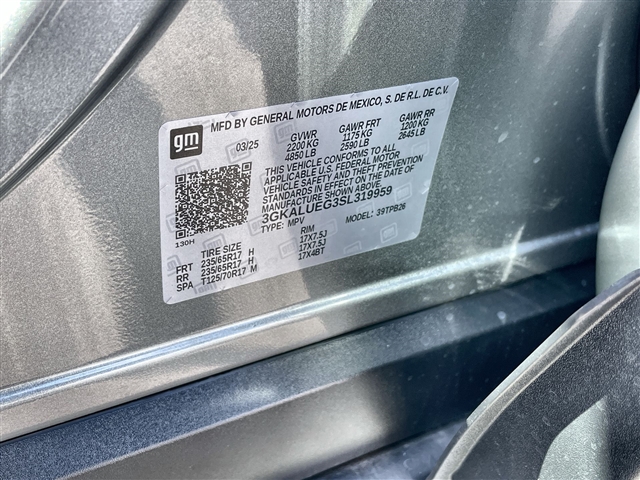 MFD BY GENERAL MOTORS DE MEXICO, S. DE R.L. DE C.V.
gm
03/25
GVWR GAWR FRT GAWR RR
2200 KG 1175 KG 1200 KG
4850 LB 2590 LB 2645 LB
THIS VEHICLE CONFORMS TO ALL
APPLICABLE U.S. FEDERAL MOTOR
VEHICLE SAFETY AND THEFT
PREVENTION STANDARDS IN EFFECT
ON THE DATE OF MANUFACTURE
3GKALUEG3SL319959
TYPE: MPV MODEL: 39TPB26
130H
TIRE SIZE RIM
FRT 235/65R17 H 17X7.5J
RR 235/65R17 H 17X7.5J
SPA T125/70R17 M 17X4BT